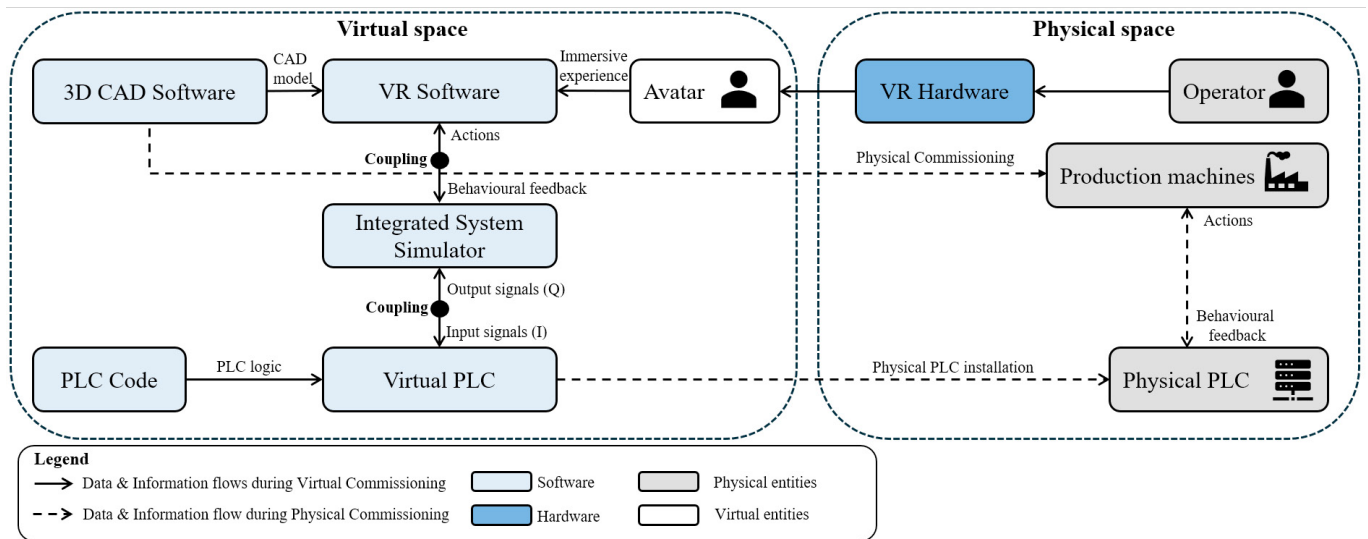 Virtual space
Physical space
3D CAD Software
CAD
model
VR Software
Immersive
experience
Avatar
VR Hardware
Operator
Actions
Coupling
Behavioural feedback
Physical Commissioning
Production machines
Integrated System
Simulator
Actions
Output signals (Q)
Coupling
Input signals (I)
Behavioural
feedback
PLC Code
PLC logic
Virtual PLC
Physical PLC installation
Physical PLC
Legend
Data & Information flows during Virtual Commissioning
Software
Physical entities
Data & Information flow during Physical Commissioning
Hardware
Virtual entities